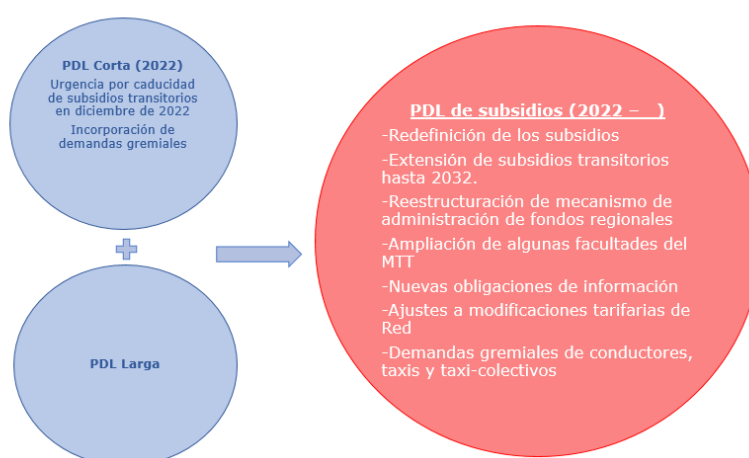 PDL Corta (2022)
Urgencia por caducidad
de subsidios transitorios
en diciembre de 2022
Incorporación de
demandas gremiales
PDL Larga
PDL de subsidios (2022 – _)
-Redefinición de los subsidios
-Extensión de subsidios transitorios
hasta 2032.
-Reestructuración de mecanismo de
administración de fondos regionales
-Ampliación de algunas facultades del
MTT
-Nuevas obligaciones de información
-Ajustes a modificaciones tarifarias de
Red
-Demandas gremiales de conductores,
taxis y taxi-colectivos